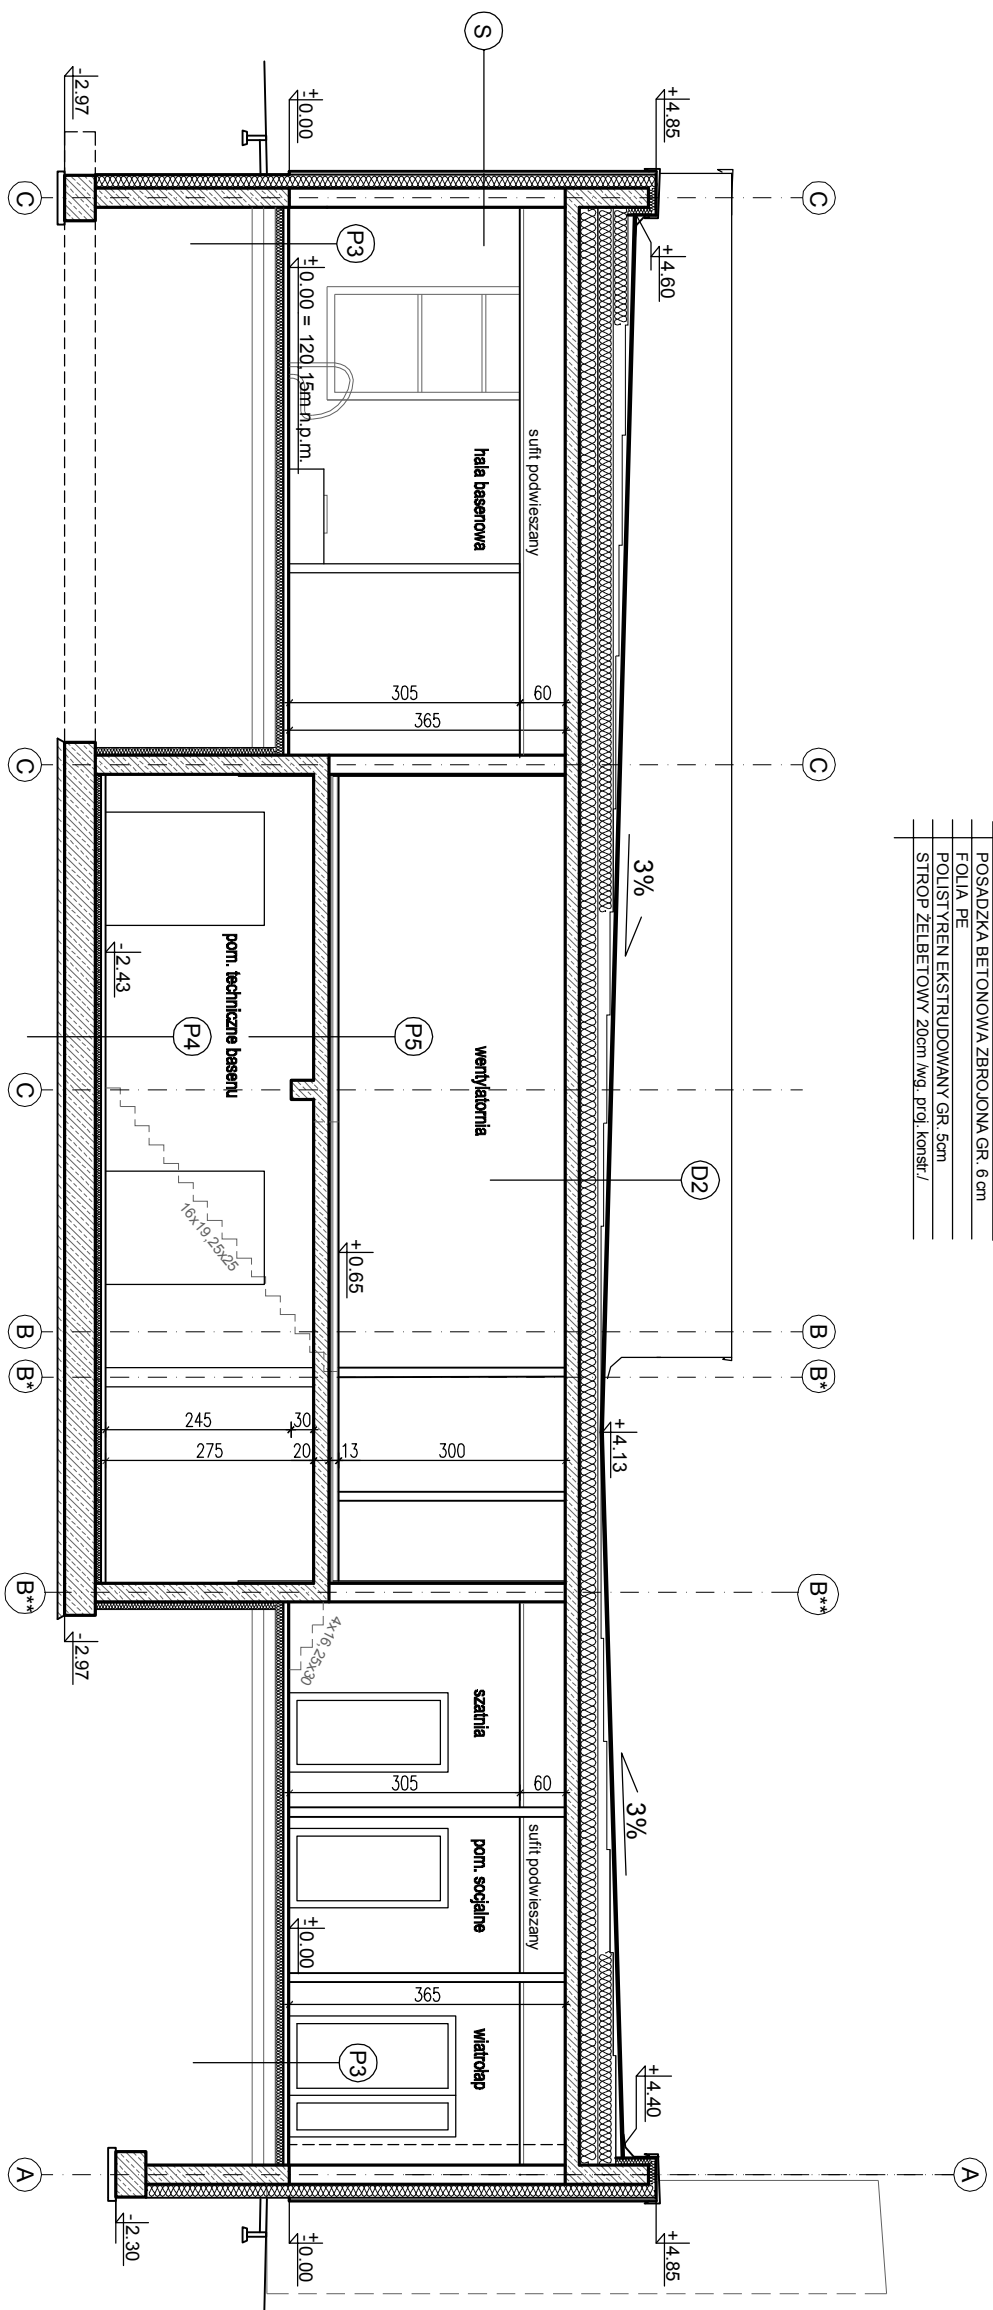 POSADZKA BETONOWA ZBROJONA GR. 6 cm
FOLIA PE
POLISTYREN EKSTRUDOWANY GR. 5cm
STROP ŻELBETOWY 20cm /wg. proj. konstr./
C
C
B
B*
B**
A
S
+4.85
+4.60
3%
D2
+4.13
3%
+4.40
+4.85
sufit podwieszany
60
sufit podwieszany
60
hala basenowa
305
365
wentylatornia
szatnia
pom. socjalne
wiatrołap
305
365
P3
P5
P3
±0.00
±0.00 = 120,15m n.p.m.
+0.65
13
300
4x16,25x30
±0.00
±0.00
pom. techniczne basenu
P4
16x19,25x25
245
30
275
20
-2.43
-2.97
-2.97
-2.30
C
C
C
B
B*
B**
A